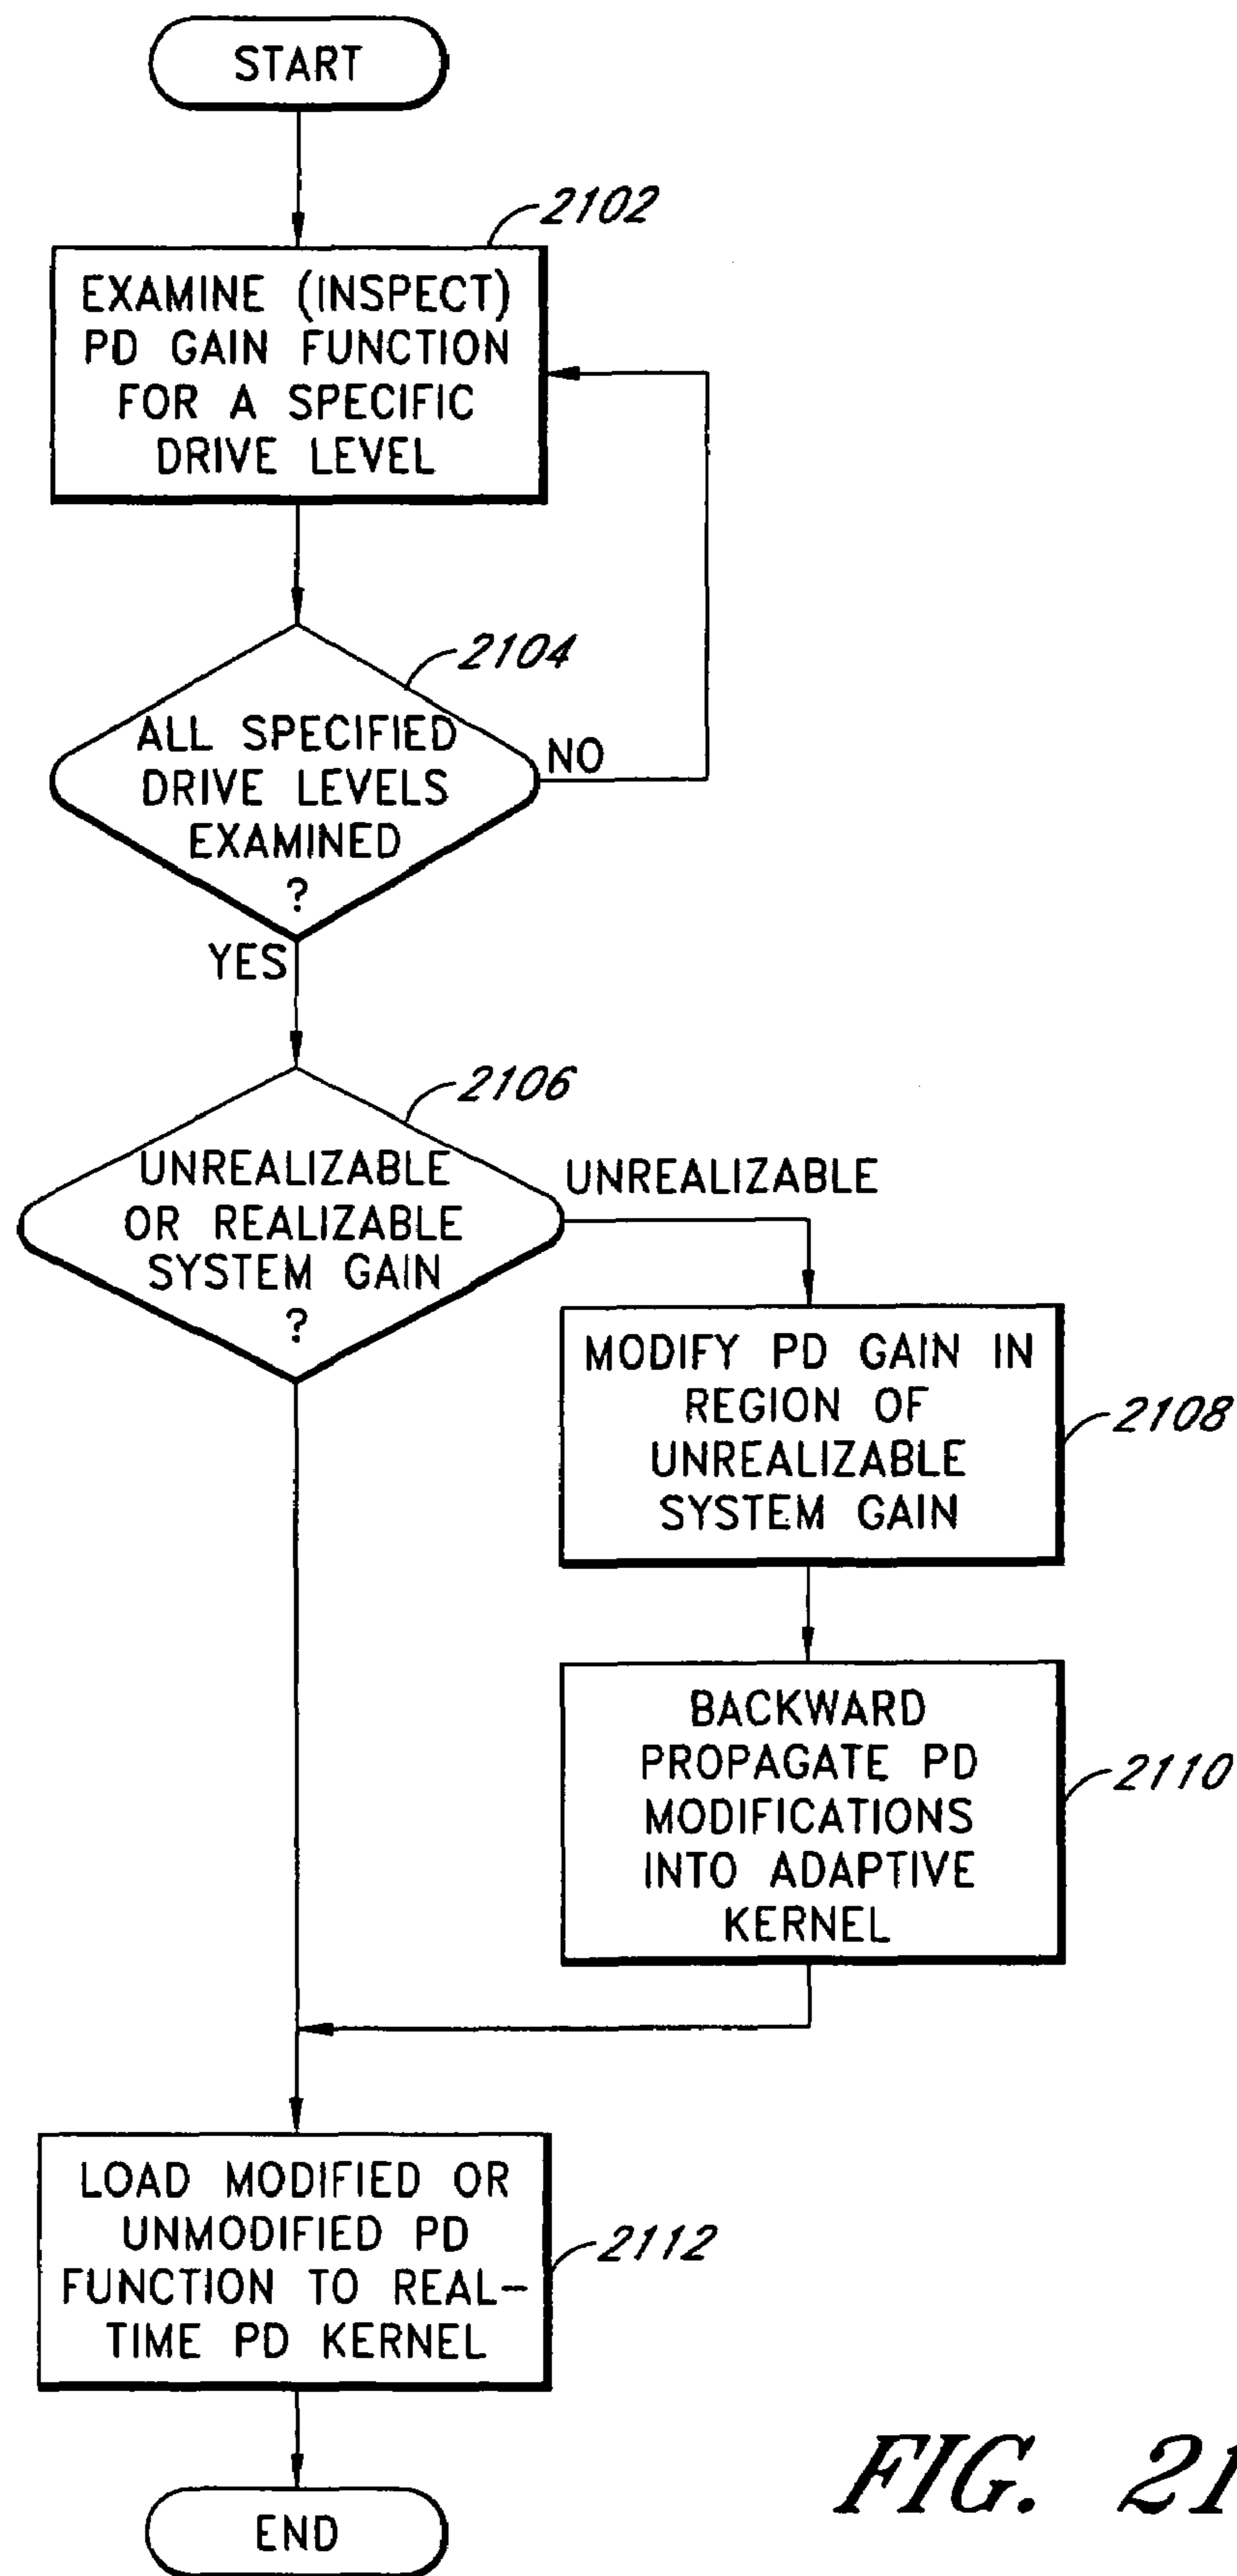 START
2102
EXAMINE (INSPECT)
PD GAIN FUNCTION
FOR A SPECIFIC
DRIVE LEVEL
2104
ALL SPECIFIED
DRIVE LEVELS
EXAMINED
?
NO
YES
2106
UNREALIZABLE
OR REALIZABLE
SYSTEM GAIN
?
UNREALIZABLE
MODIFY PD GAIN IN
REGION OF
UNREALIZABLE
SYSTEM GAIN
2108
BACKWARD
PROPAGATE PD
MODIFICATIONS
INTO ADAPTIVE
KERNEL
2110
LOAD MODIFIED OR
UNMODIFIED PD
FUNCTION TO REAL-
TIME PD KERNEL
2112
END
FIG. 21